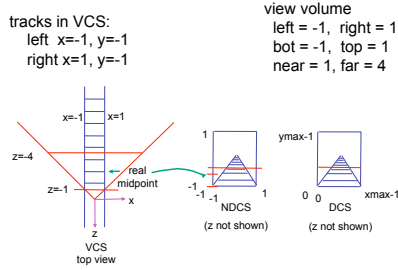 tracks in VCS:
left x=-1, y=-1
right x=1, y=-1
view volume
left = -1, right = 1
bot = -1, top = 1
near = 1, far = 4
x=-1
x=1
z=-4
real
midpoint
z=-1
x
z
VCS
top view
1
-1
-1
1
NDCS
(z not shown)
ymax-1
0
0
xmax-1
DCS
(z not shown)